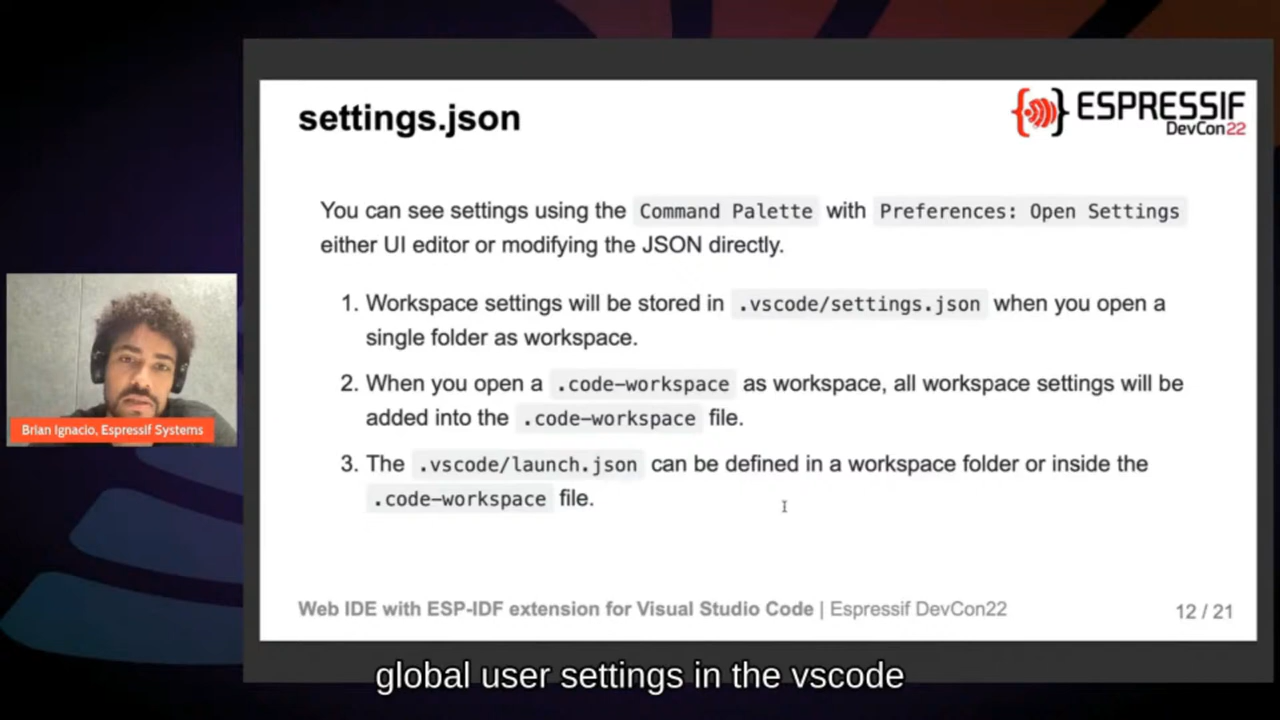 settings.json
ESPRESSIF
DevCon22
You can see settings using the Command Palette with Preferences: Open Settings
either UI editor or modifying the JSON directly.
1. Workspace settings will be stored in .vscode/settings.json when you open a
single folder as workspace.
2. When you open a .code-workspace as workspace, all workspace settings will be
added into the .code-workspace file.
3. The .vscode/launch.json can be defined in a workspace folder or inside the
.code-workspace file.
Brian Ignacio, Espressif Systems
Web IDE with ESP-IDF extension for Visual Studio Code | Espressif DevCon22
12 / 21
global user settings in the vscode